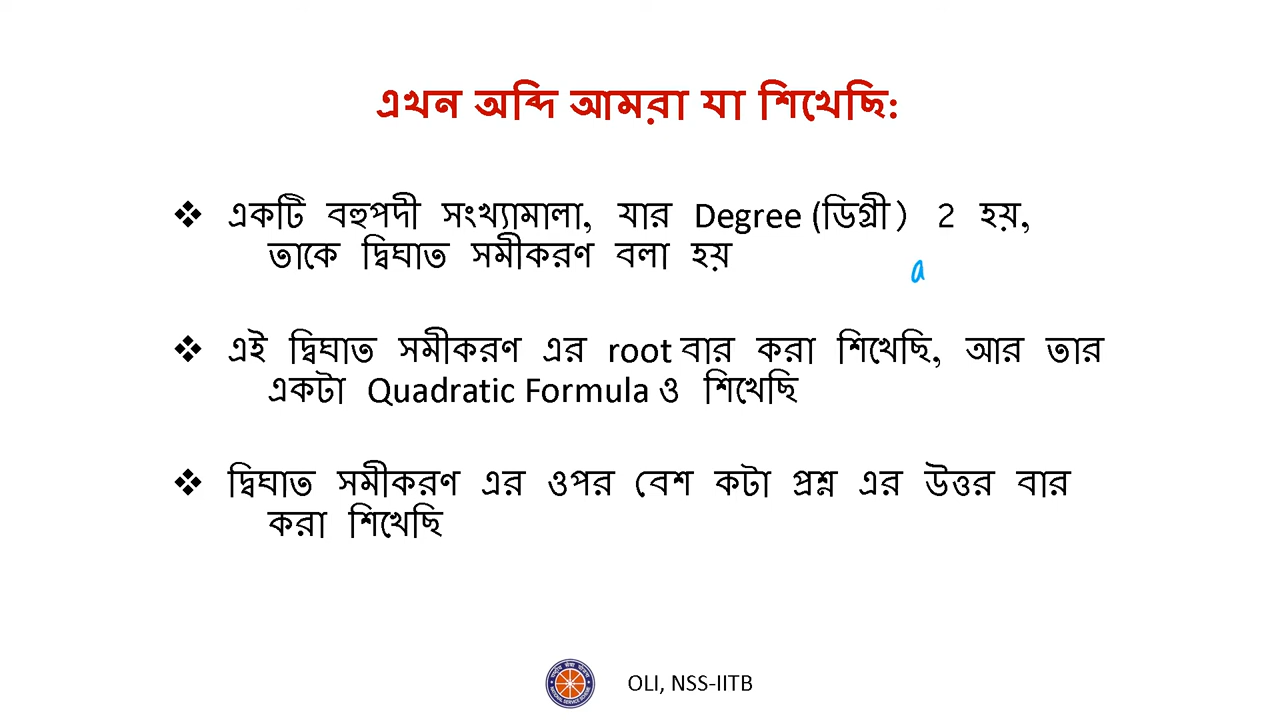 এখন অব্দি আমরা যা শিখেছি:
❖ একটি বহুপদী সংখ্যামালা, যার Degree (ডিগ্রী) 2 হয়,
তাকে দ্বিঘাত সমীকরণ বলা হয়
a
❖ এই দ্বিঘাত সমীকরণ এর root বার করা শিখেছি, আর তার
একটা Quadratic Formula ও শিখেছি
❖ দ্বিঘাত সমীকরণ এর ওপর বেশ কটা প্রশ্ন এর উত্তর বার
করা শিখেছি
OLI, NSS-IITB